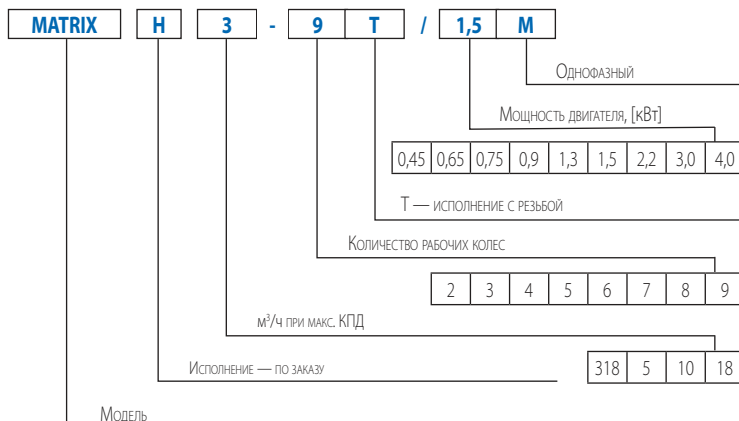 MATRIX H 3 - 9 T / 1,5 M
Однофазный
Мощность двигателя, [кВт]
0,45 0,65 0,75 0,9 1,3 1,5 2,2 3,0 4,0
Т — исполнение с резьбой
Количество рабочих колес
2 3 4 5 6 7 8 9
м³/ч при макс. КПД
318 5 10 18
Исполнение — по заказу
Модель